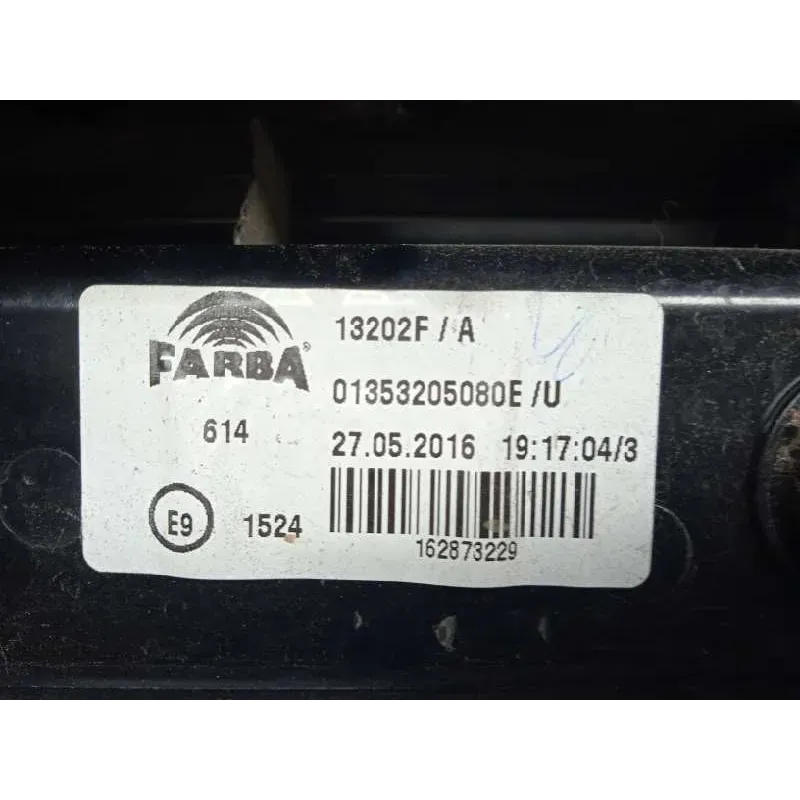 FARBA®
13202F / A
01353205080E /U
614
27.05.2016 19:17:04/3
E9
1524
162873229